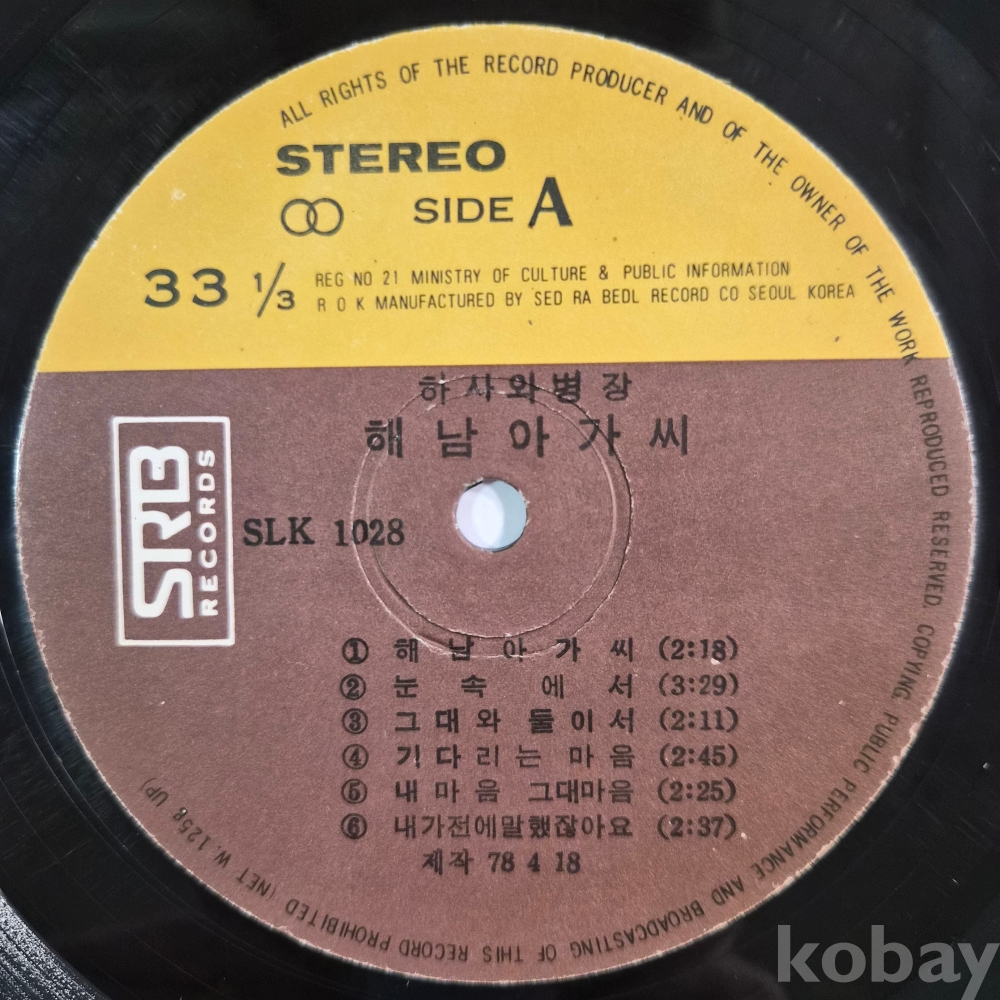 ALL RIGHTS OF THE RECORD PRODUCER AND OF THE OWNER OF THE WORK REPRODUCED RESERVED. COPYING, PUBLIC PERFORMANCE AND BROADCASTING OF THIS RECORD PROHIBITED (NET W. 1258 UP)
STEREO
SIDE A
33 1/3
REG NO 21 MINISTRY OF CULTURE & PUBLIC INFORMATION
R O K MANUFACTURED BY SED RA BEDL RECORD CO SEOUL KOREA
하사와병장
해남아가씨
SRB RECORDS
SLK 1028
① 해남아가씨 (2:18)
② 눈속에서 (3:29)
③ 그대와 둘이서 (2:11)
④ 기다리는 마음 (2:45)
⑤ 내마음 그대마음 (2:25)
⑥ 내가전에말했잖아요 (2:37)
제작 78 4 18
kobay